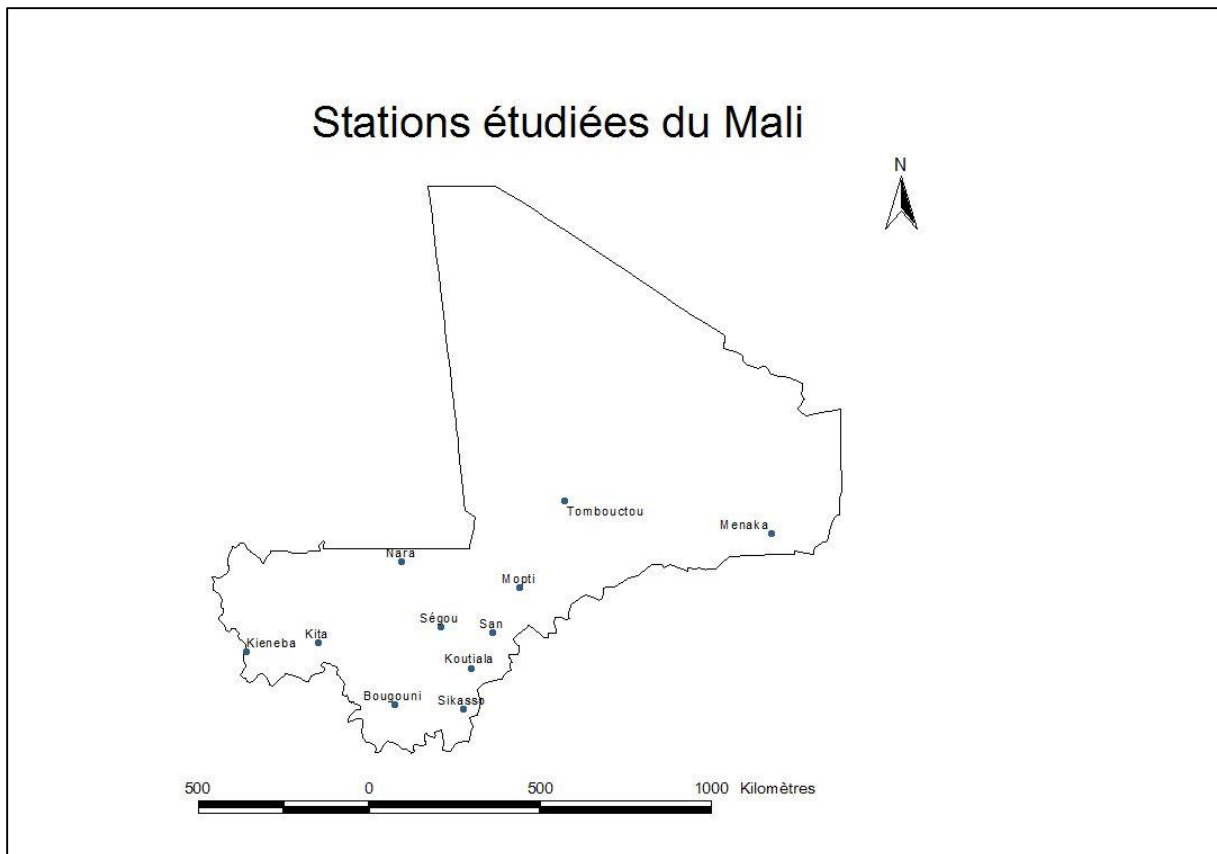 Stations étudiées du Mali
N
Tombouctou
Menaka
Nara
Mopti
Ségou
San
Kita
Kieneba
Koutiala
Bougouni
Sikasso
500 0 500 1000 Kilomètres